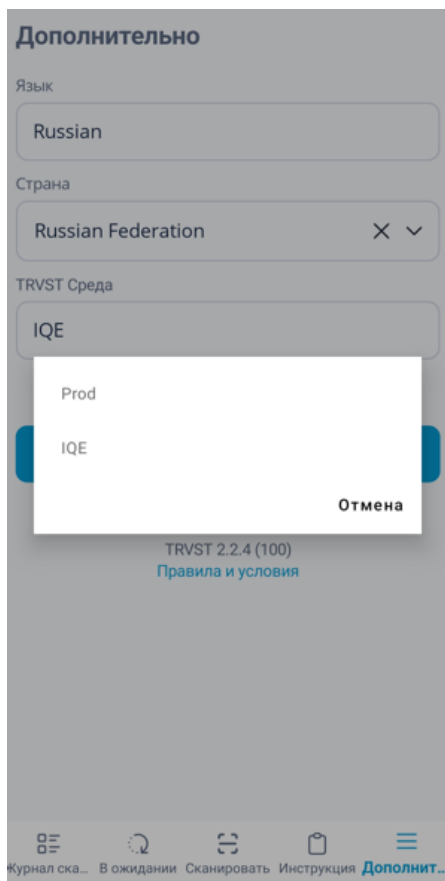 Дополнительно
Язык
Russian
Страна
Russian Federation
TRVST Среда
IQE
Prod
IQE
Отмена
TRVST 2.2.4 (100)
Правила и условия
Журнал ска... В ожидании Сканировать Инструкция Дополнит...